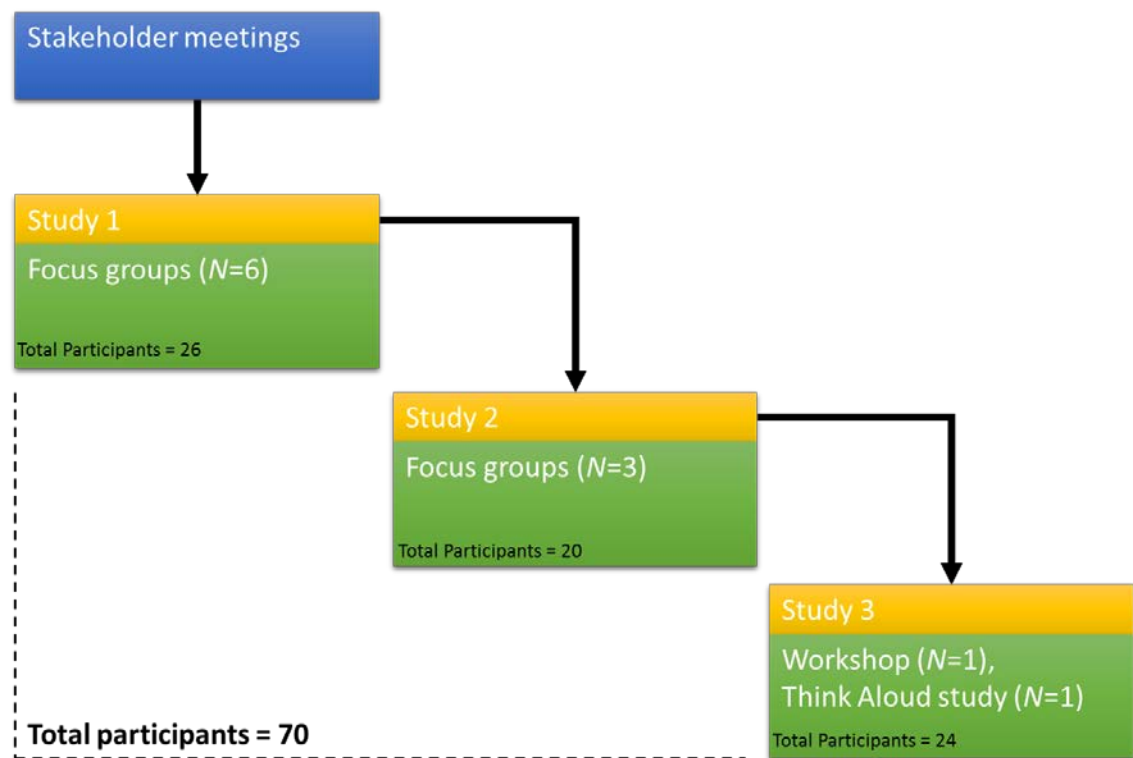 Stakeholder meetings
Study 1
Focus groups (N=6)
Total Participants = 26
Study 2
Focus groups (N=3)
Total Participants = 20
Study 3
Workshop (N=1),
Think Aloud study (N=1)
Total Participants = 24
Total participants = 70